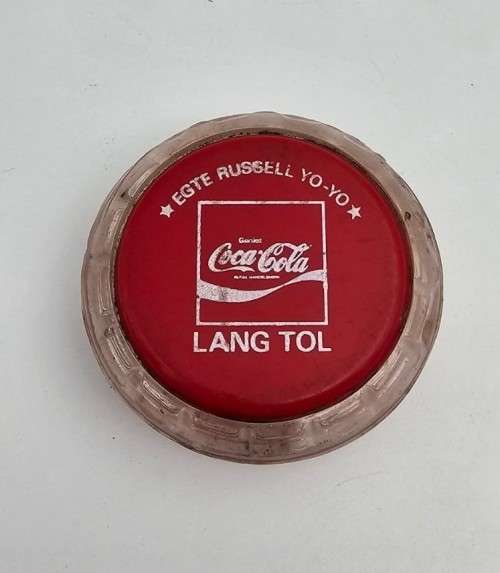 ★ EGTE RUSSELL YO-YO ★
Geniet
Coca-Cola
LANG TOL